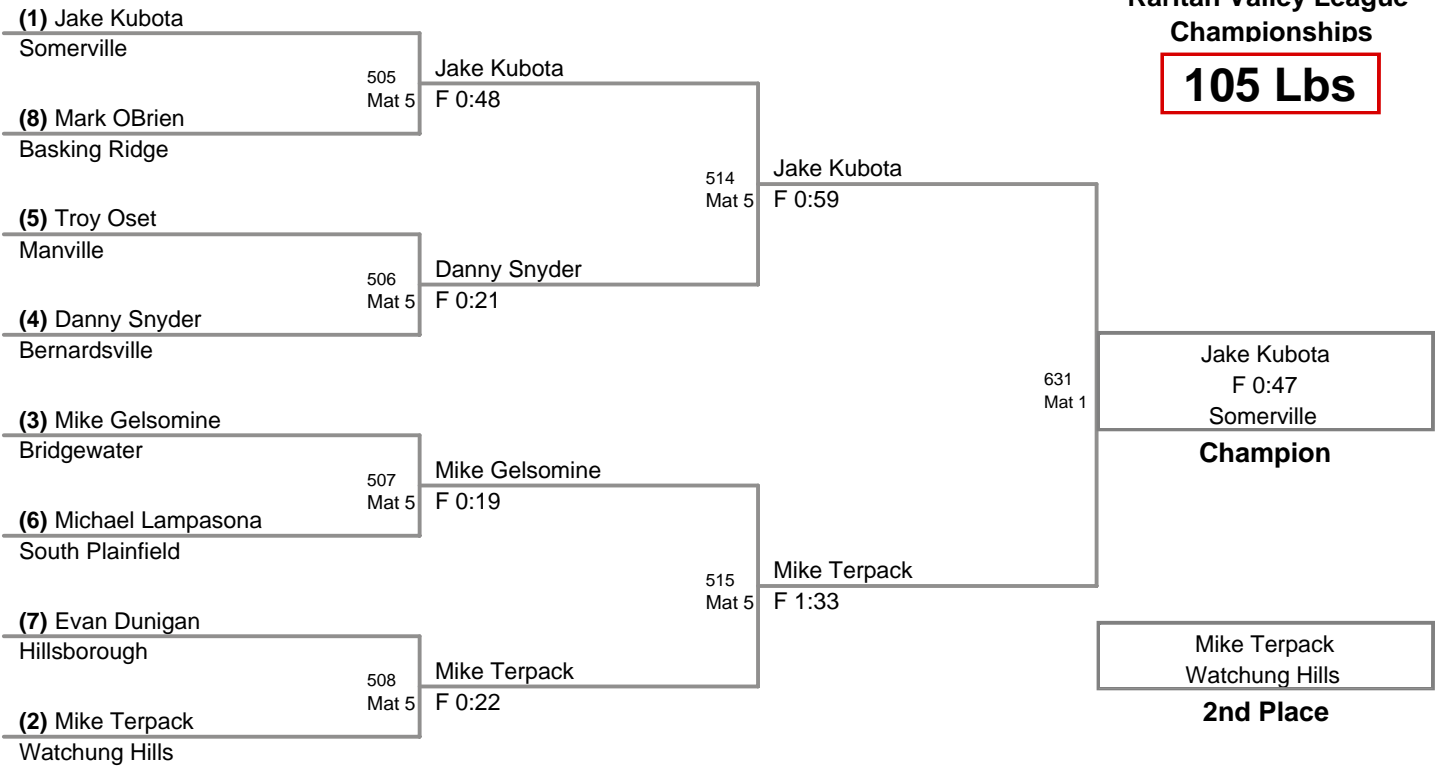 Raritan Valley League
Championships
105 Lbs
(1) Jake Kubota
Somerville
505
Mat 5
Jake Kubota
F 0:48
(8) Mark OBrien
Basking Ridge
514
Mat 5
Jake Kubota
F 0:59
(5) Troy Oset
Manville
506
Mat 5
Danny Snyder
F 0:21
(4) Danny Snyder
Bernardsville
631
Mat 1
Jake Kubota
F 0:47
Somerville
Champion
(3) Mike Gelsomine
Bridgewater
507
Mat 5
Mike Gelsomine
F 0:19
(6) Michael Lampasona
South Plainfield
515
Mat 5
Mike Terpack
F 1:33
(7) Evan Dunigan
Hillsborough
508
Mat 5
Mike Terpack
F 0:22
(2) Mike Terpack
Watchung Hills
Mike Terpack
Watchung Hills
2nd Place